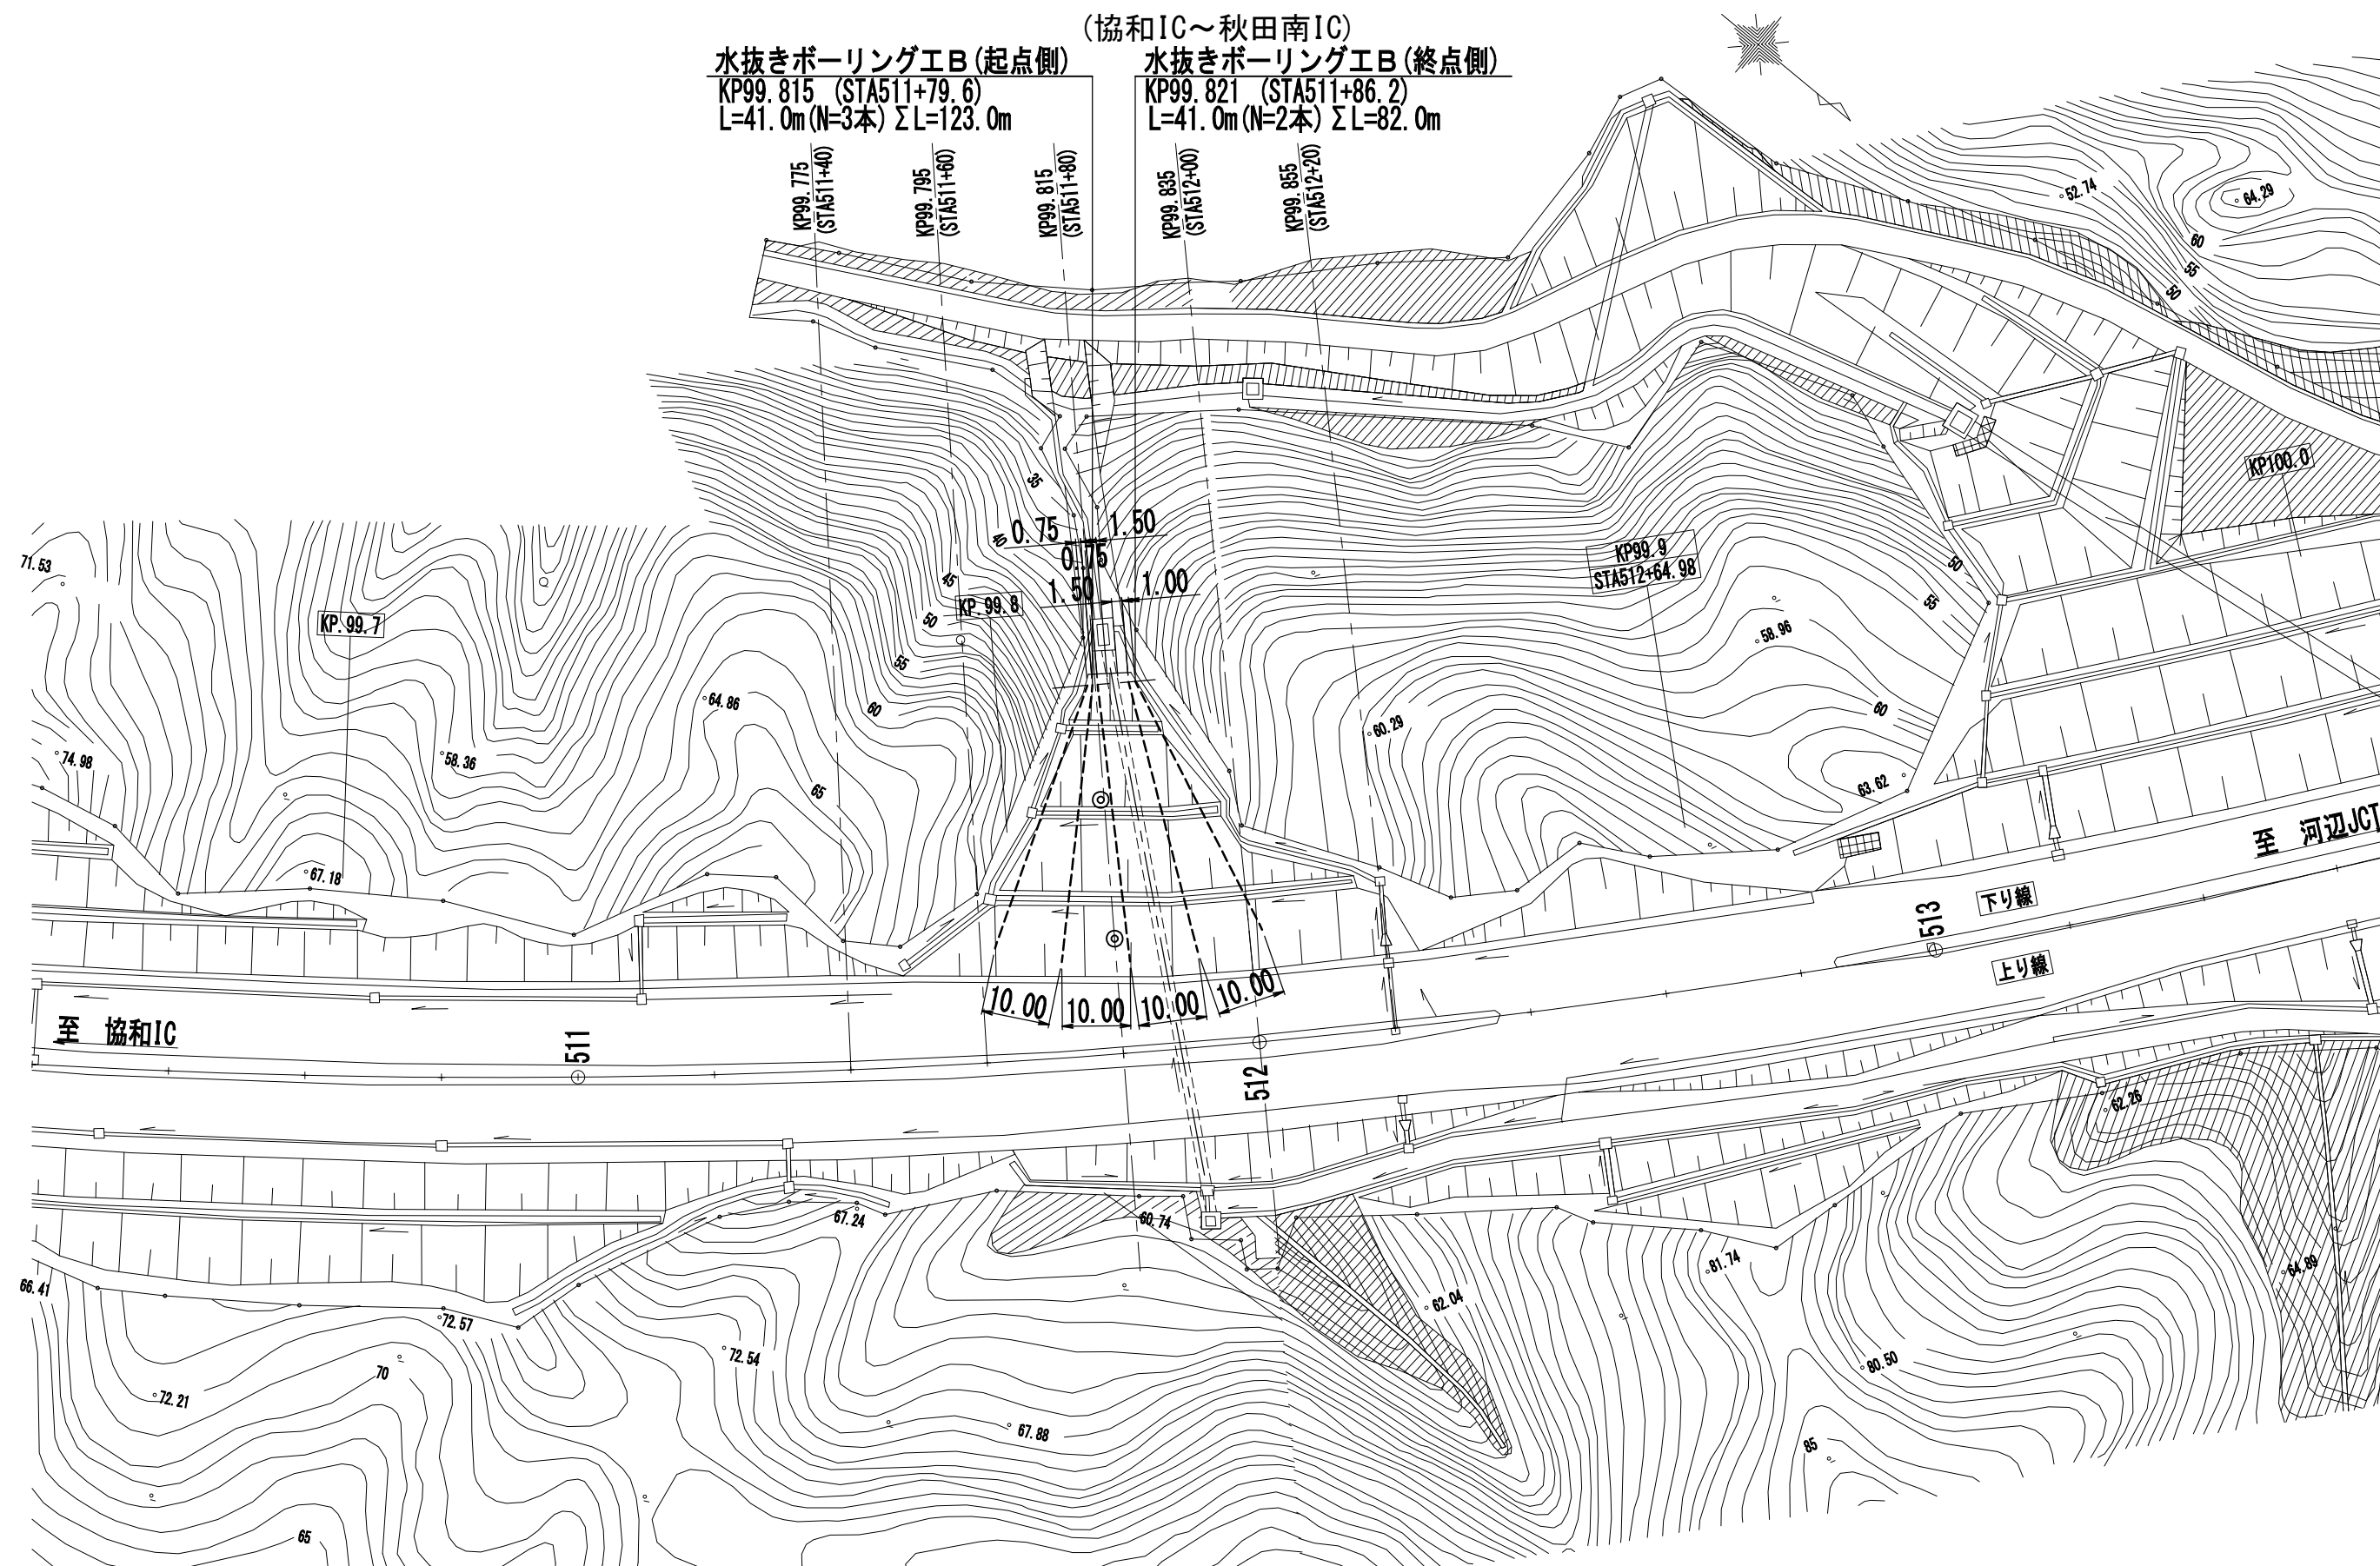 (協和IC～秋田南IC)
水抜きボーリング工B(起点側)
KP99.815 (STA511+79.6)
L=41.0m(N=3本)ΣL=123.0m
水抜きボーリング工B(終点側)
KP99.821 (STA511+86.2)
L=41.0m(N=2本)ΣL=82.0m
KP99.775
(STA511+40)
KP99.795
(STA511+60)
KP99.815
(STA511+80)
KP99.835
(STA512+00)
KP99.855
(STA512+20)
52.74
64.29
60
55
50
KP100.0
35
40
45
50
55
60
0.75
1.50
0.75
1.50
1.00
KP99.9
STA512+64.98
50
55
60
71.53
KP.99.7
KP.99.8
58.96
64.86
60.29
74.98
58.36
65
63.62
67.18
至 河辺JCT
下り線
513
上り線
10.00
10.00
10.00
10.00
至 協和IC
511
512
62.26
67.24
60.74
81.74
64.89
66.41
72.57
62.04
72.54
80.50
70
72.21
67.88
85
65